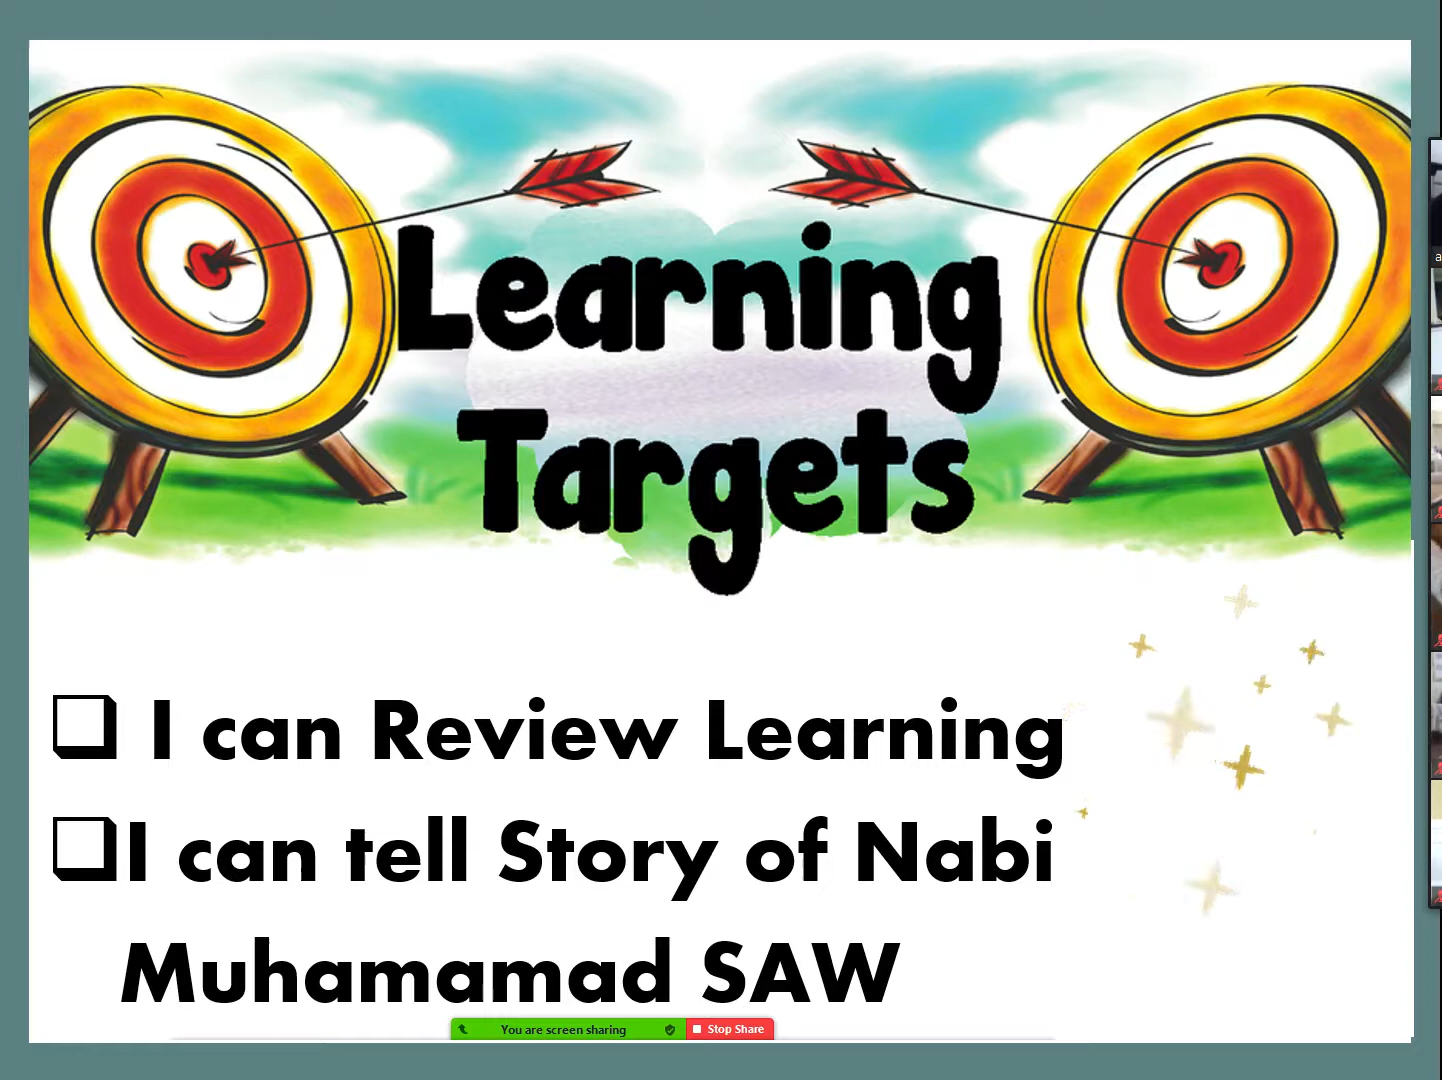 Learning
Targets
I can Review Learning
I can tell Story of Nabi
Muhamamad SAW
You are screen sharing
Stop Share
a